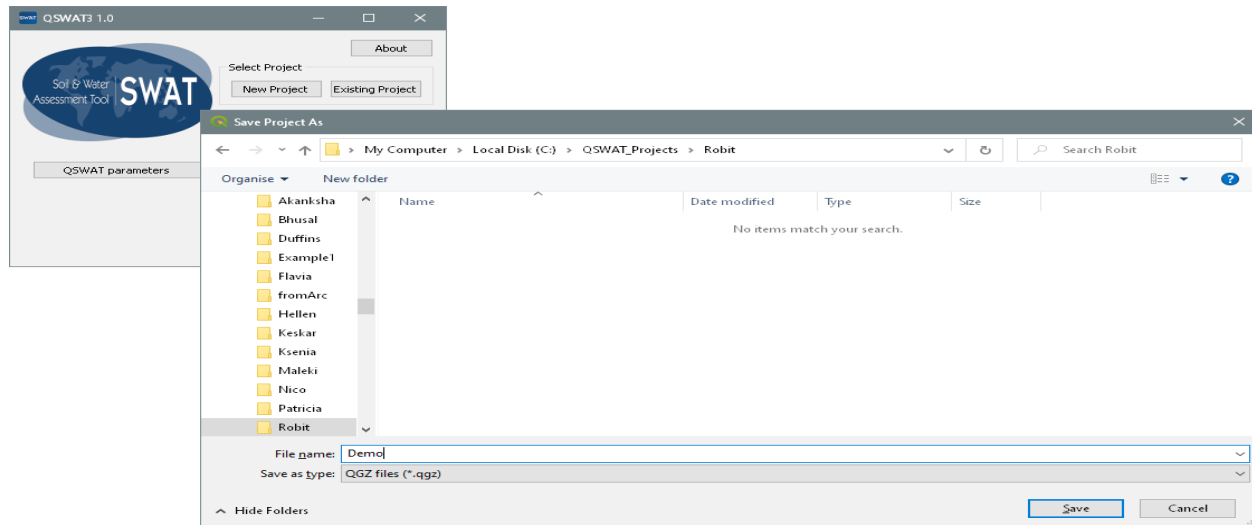 SWAT QSWAT3 1.0
About
Select Project
Soil & Water
Assessment Tool SWAT
New Project Existing Project
QSWAT parameters
Save Project As
My Computer > Local Disk (C:) > QSWAT_Projects > Robit
Search Robit
Organise New folder
Name Date modified Type Size
No items match your search.
Akanksha
Bhusal
Duffins
Example1
Flavia
fromArc
Hellen
Keskar
Ksenia
Maleki
Nico
Patricia
Robit
File name: Demo
Save as type: QGZ files (*.qgz)
Hide Folders
Save Cancel